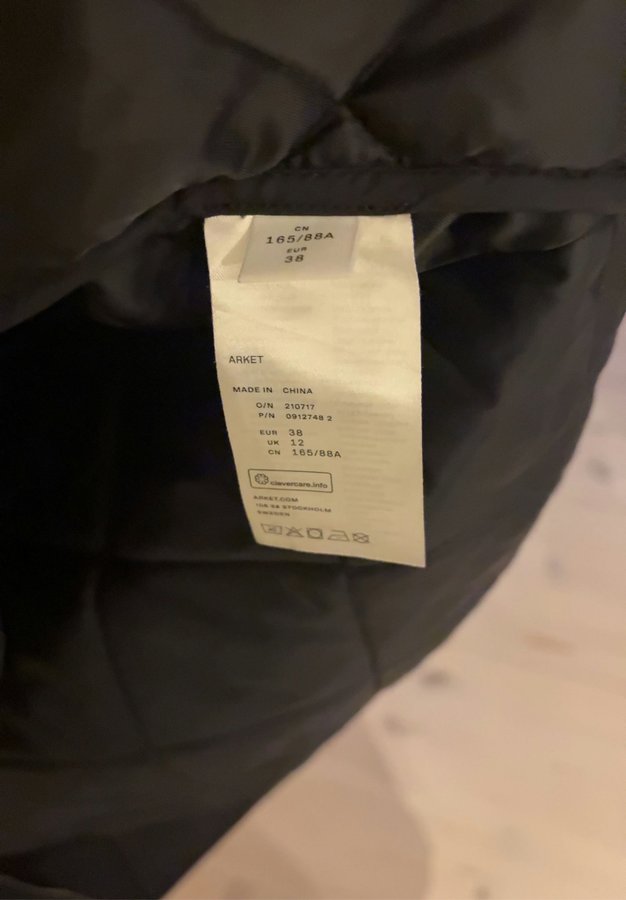 CN
165/88A
EUR
38
ARKET
MADE IN CHINA
O/N 210717
P/N 0912748 2
EUR 38
UK 12
CN 165/88A
clevercare.info
ARKET.COM
106 38 STOCKHOLM
SWEDEN